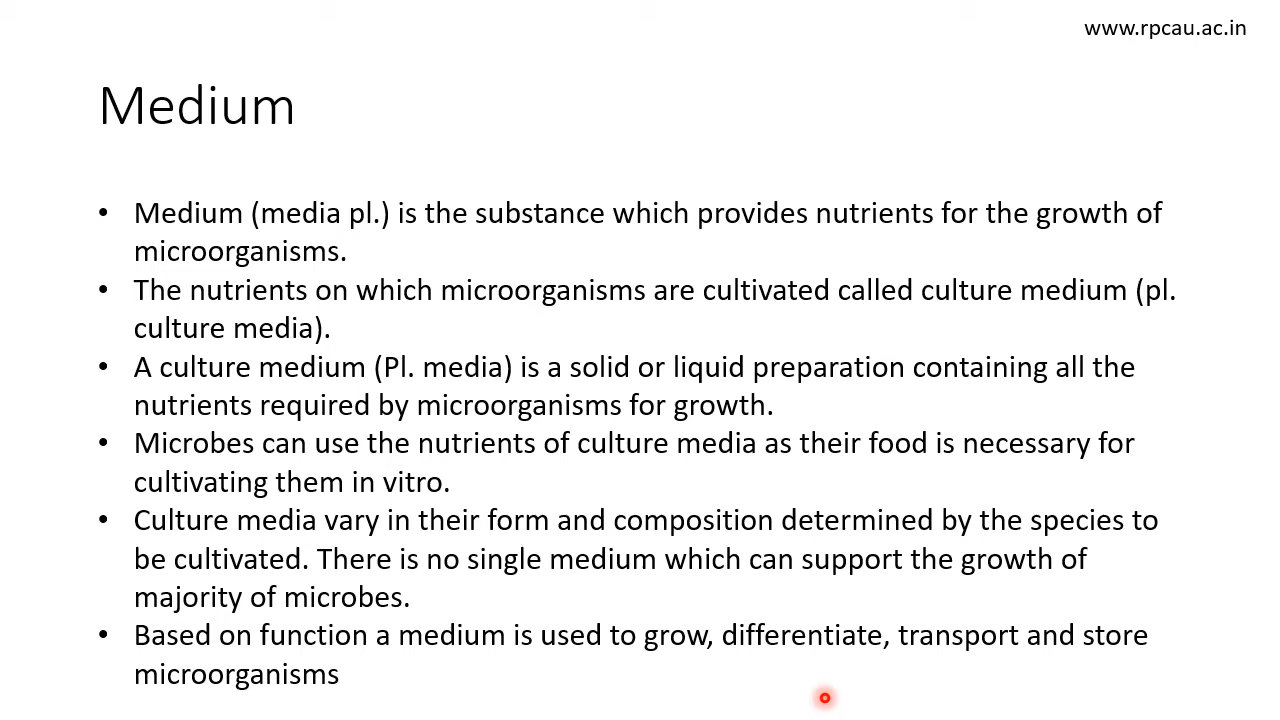 www.rpcau.ac.in
Medium
• Medium (media pl.) is the substance which provides nutrients for the growth of
microorganisms.
• The nutrients on which microorganisms are cultivated called culture medium (pl.
culture media).
• A culture medium (Pl. media) is a solid or liquid preparation containing all the
nutrients required by microorganisms for growth.
• Microbes can use the nutrients of culture media as their food is necessary for
cultivating them in vitro.
• Culture media vary in their form and composition determined by the species to
be cultivated. There is no single medium which can support the growth of
majority of microbes.
• Based on function a medium is used to grow, differentiate, transport and store
microorganisms